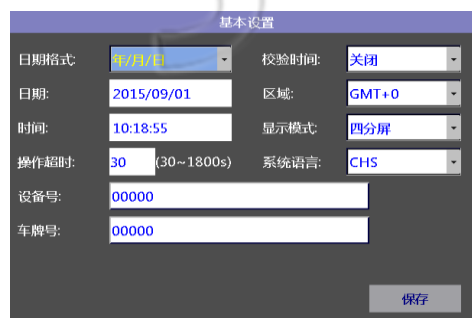 基本设置
日期格式: 年/月/日 校验时间: 关闭
日期: 2015/09/01 区域: GMT+0
时间: 10:18:55 显示模式: 四分屏
操作超时: 30 (30~1800s) 系统语言: CHS
设备号: 00000
车牌号: 00000
保存